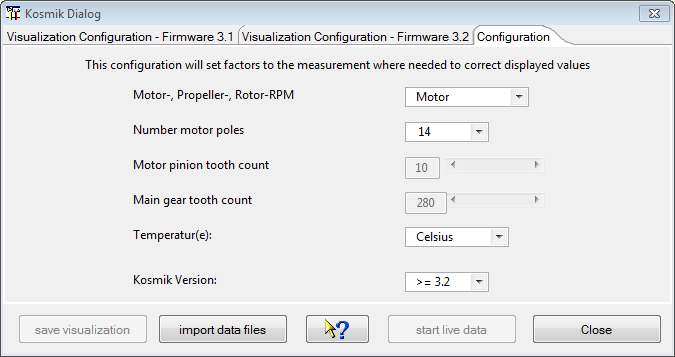 Kosmik Dialog
Visualization Configuration - Firmware 3.1 Visualization Configuration - Firmware 3.2 Configuration
This configuration will set factors to the measurement where needed to correct displayed values
Motor-, Propeller-, Rotor-RPM Motor
Number motor poles 14
Motor pinion tooth count 10
Main gear tooth count 280
Temperatur(e): Celsius
Kosmik Version: >= 3.2
save visualization import data files ? start live data Close